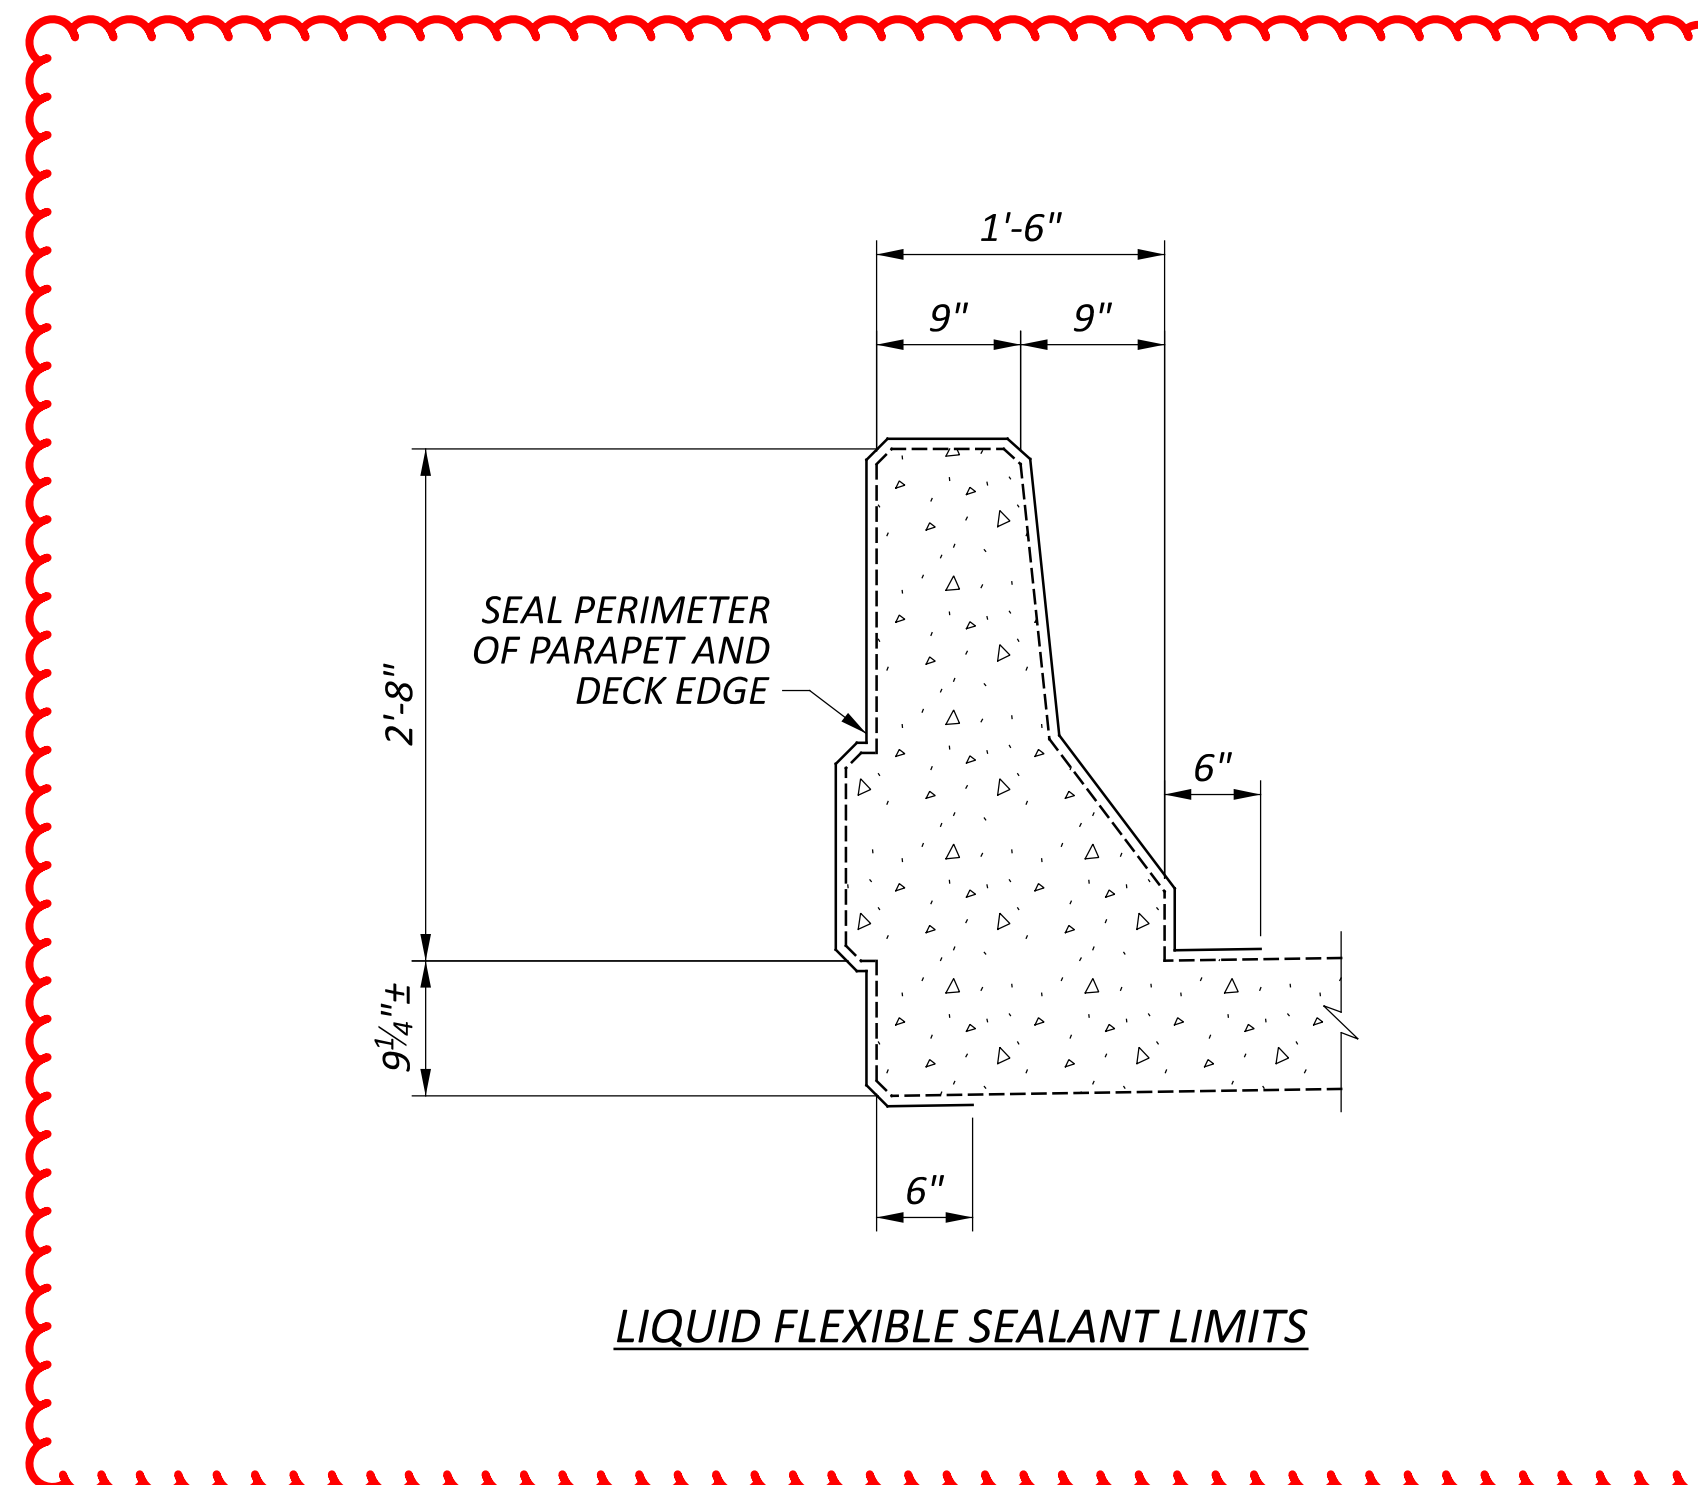 1'-6"
9" 9"
SEAL PERIMETER
OF PARAPET AND
DECK EDGE
2'-8"
6"
9¼"±
6"
LIQUID FLEXIBLE SEALANT LIMITS